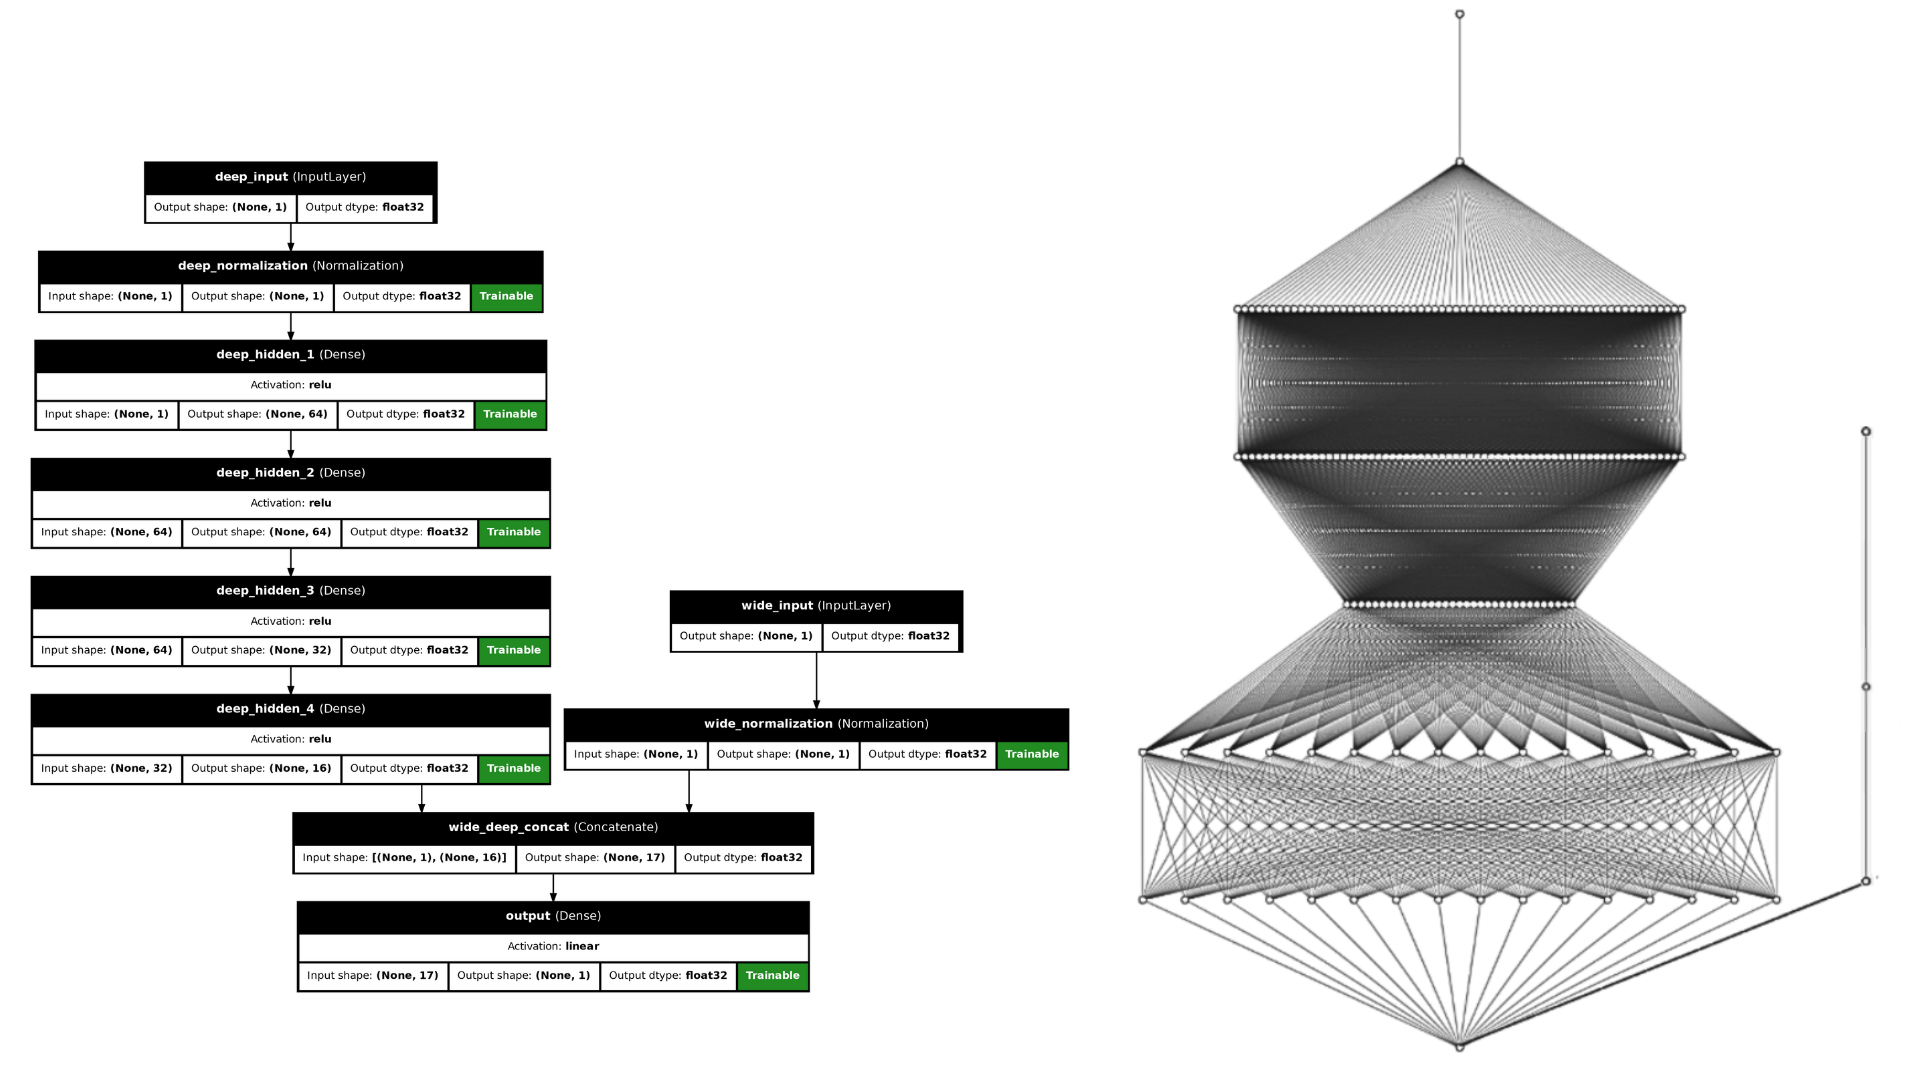 deep_input (InputLayer)
Output shape: (None, 1) Output dtype: float32
deep_normalization (Normalization)
Input shape: (None, 1) Output shape: (None, 1) Output dtype: float32 Trainable
deep_hidden_1 (Dense)
Activation: relu
Input shape: (None, 1) Output shape: (None, 64) Output dtype: float32 Trainable
deep_hidden_2 (Dense)
Activation: relu
Input shape: (None, 64) Output shape: (None, 64) Output dtype: float32 Trainable
deep_hidden_3 (Dense)
Activation: relu
Input shape: (None, 64) Output shape: (None, 32) Output dtype: float32 Trainable
deep_hidden_4 (Dense)
Activation: relu
Input shape: (None, 32) Output shape: (None, 16) Output dtype: float32 Trainable
wide_input (InputLayer)
Output shape: (None, 1) Output dtype: float32
wide_normalization (Normalization)
Input shape: (None, 1) Output shape: (None, 1) Output dtype: float32 Trainable
wide_deep_concat (Concatenate)
Input shape: [(None, 1), (None, 16)] Output shape: (None, 17) Output dtype: float32
output (Dense)
Activation: linear
Input shape: (None, 17) Output shape: (None, 1) Output dtype: float32 Trainable